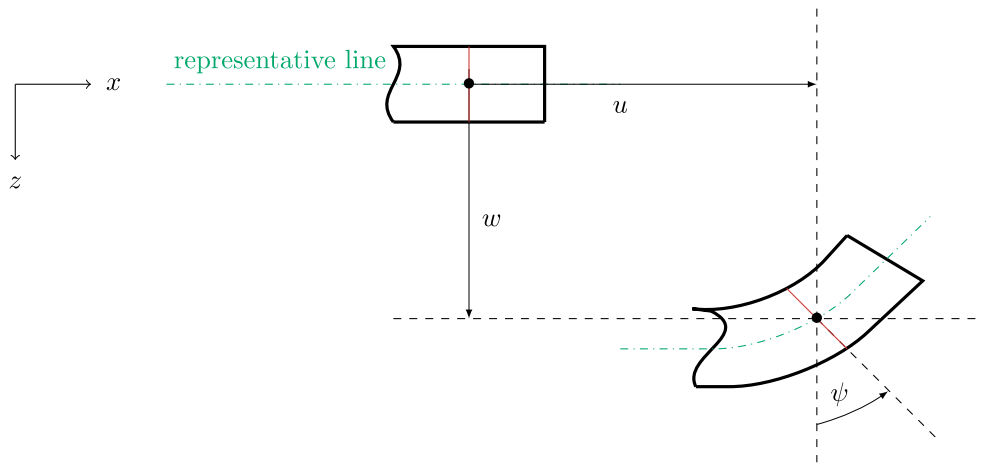 representative line
x
u
z
w
ψ